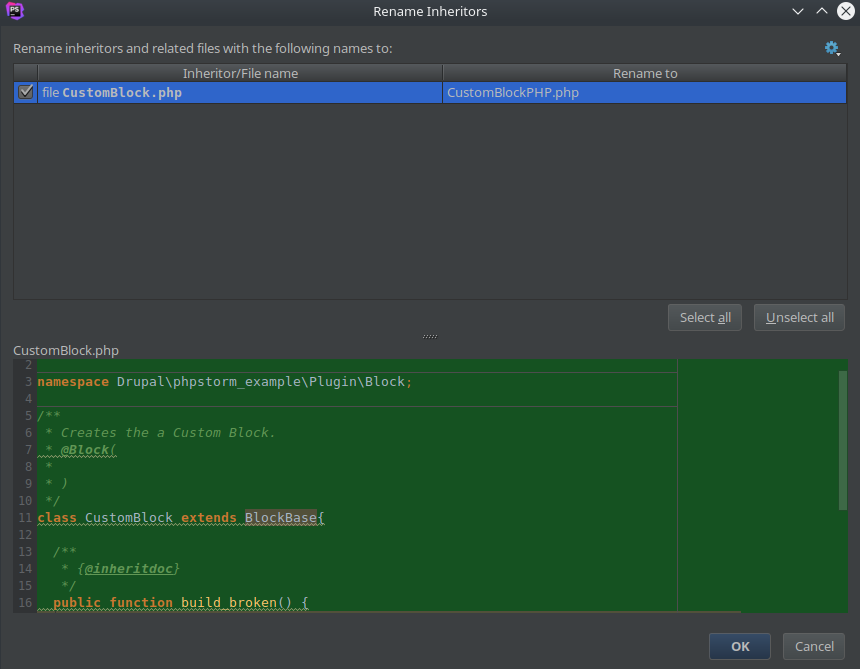 PS
Rename Inheritors
Rename inheritors and related files with the following names to:
Inheritor/File name Rename to
file CustomBlock.php CustomBlockPHP.php
Select all Unselect all
CustomBlock.php
2
3 namespace Drupal\phpstorm_example\Plugin\Block;
4
5 /**
6 * Creates the a Custom Block.
7 * @Block(
8 *
9 * )
10 */
11 class CustomBlock extends BlockBase{
12
13 /**
14 * {@inheritdoc}
15 */
16 public function build_broken() {
OK Cancel